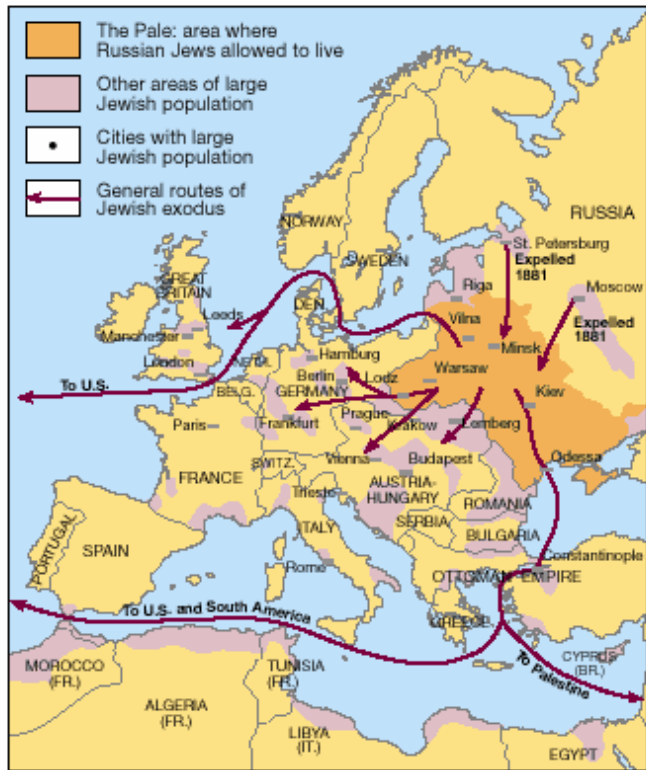 The Pale: area where
Russian Jews allowed to live
Other areas of large
Jewish population
Cities with large
Jewish population
General routes of
Jewish exodus
RUSSIA
NORWAY
SWEDEN
St. Petersburg
Expelled
1881
Riga
Moscow
Expelled
1881
GREAT
BRITAIN
Leeds
DEN.
Vilna
Manchester
Minsk
Hamburg
London
NETH.
Berlin
Lodz
Warsaw
To U.S.
BELG.
GERMANY
Kiev
Paris
Frankfurt
Prague
Krakow
Lemberg
Vienna
Budapest
Odessa
FRANCE
SWITZ.
AUSTRIA-
HUNGARY
Trieste
ROMANIA
SERBIA
PORTUGAL
SPAIN
ITALY
BULGARIA
Rome
Constantinople
OTTOMAN EMPIRE
To U.S. and South America
GREECE
To Palestine
CYPRUS
(BR.)
MOROCCO
(FR.)
ALGERIA
(FR.)
TUNISIA
(FR.)
LIBYA
(IT.)
EGYPT